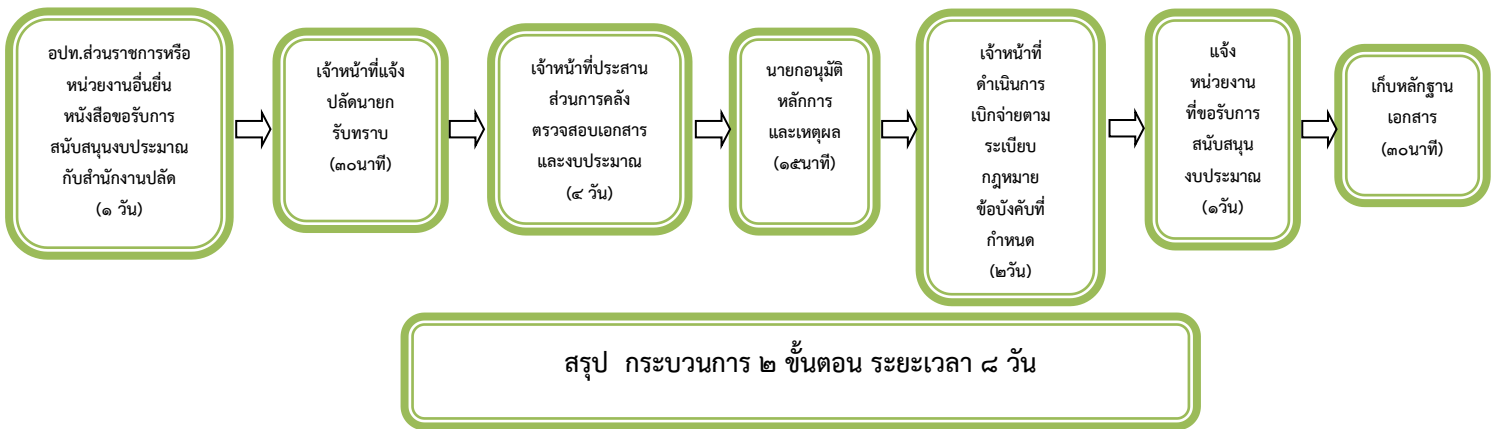 อปท.ส่วนราชการหรือ
หน่วยงานอื่นยื่น
หนังสือขอรับการ
สนับสนุนงบประมาณ
กับสำนักงานปลัด
(๑ วัน)
เจ้าหน้าที่แจ้ง
ปลัดนายก
รับทราบ
(๓๐นาที)
เจ้าหน้าที่ประสาน
ส่วนการคลัง
ตรวจสอบเอกสาร
และงบประมาณ
(๔ วัน)
นายกอนุมัติ
หลักการ
และเหตุผล
(๑๕นาที)
เจ้าหน้าที่
ดำเนินการ
เบิกจ่ายตาม
ระเบียบ
กฎหมาย
ข้อบังคับที่
กำหนด
(๒วัน)
แจ้ง
หน่วยงาน
ที่ขอรับการ
สนับสนุน
งบประมาณ
(๑วัน)
เก็บหลักฐาน
เอกสาร
(๓๐นาที)
สรุป กระบวนการ ๒ ขั้นตอน ระยะเวลา ๘ วัน